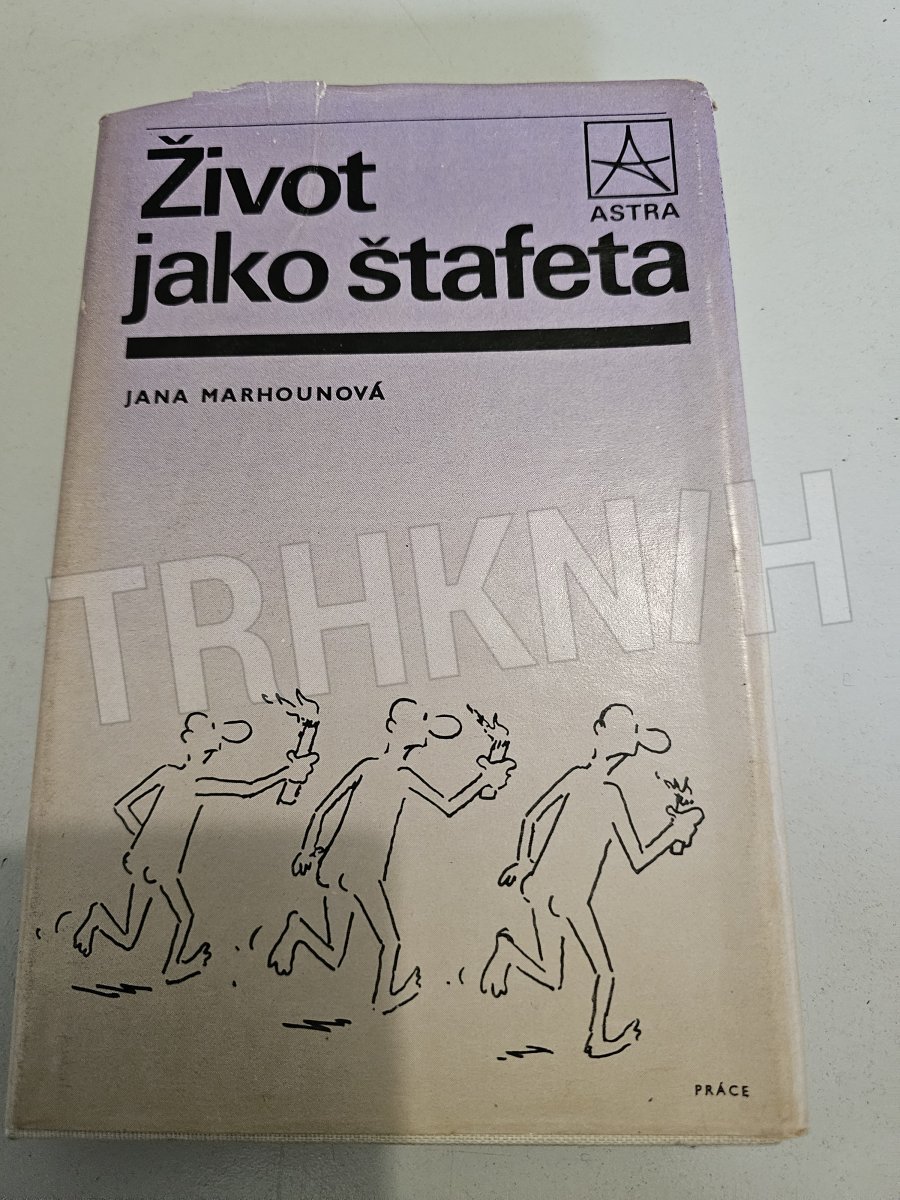 Život
ASTRA
jako štafeta
JANA MARHOUNOVÁ
TRHKNIH
PRÁCE